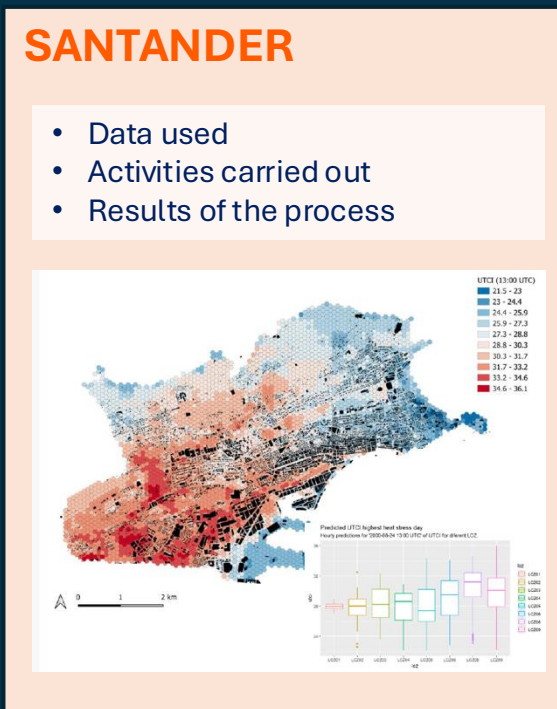 SANTANDER
• Data used
• Activities carried out
• Results of the process
UTCI (13:00 UTC)
21.5 - 23
23 - 24.4
24.4 - 25.9
25.9 - 27.3
27.3 - 28.8
28.8 - 30.3
30.3 - 31.7
31.7 - 33.2
33.2 - 34.6
34.6 - 36.1
Predicted UTCI highest heat stress day
0 1 2 km